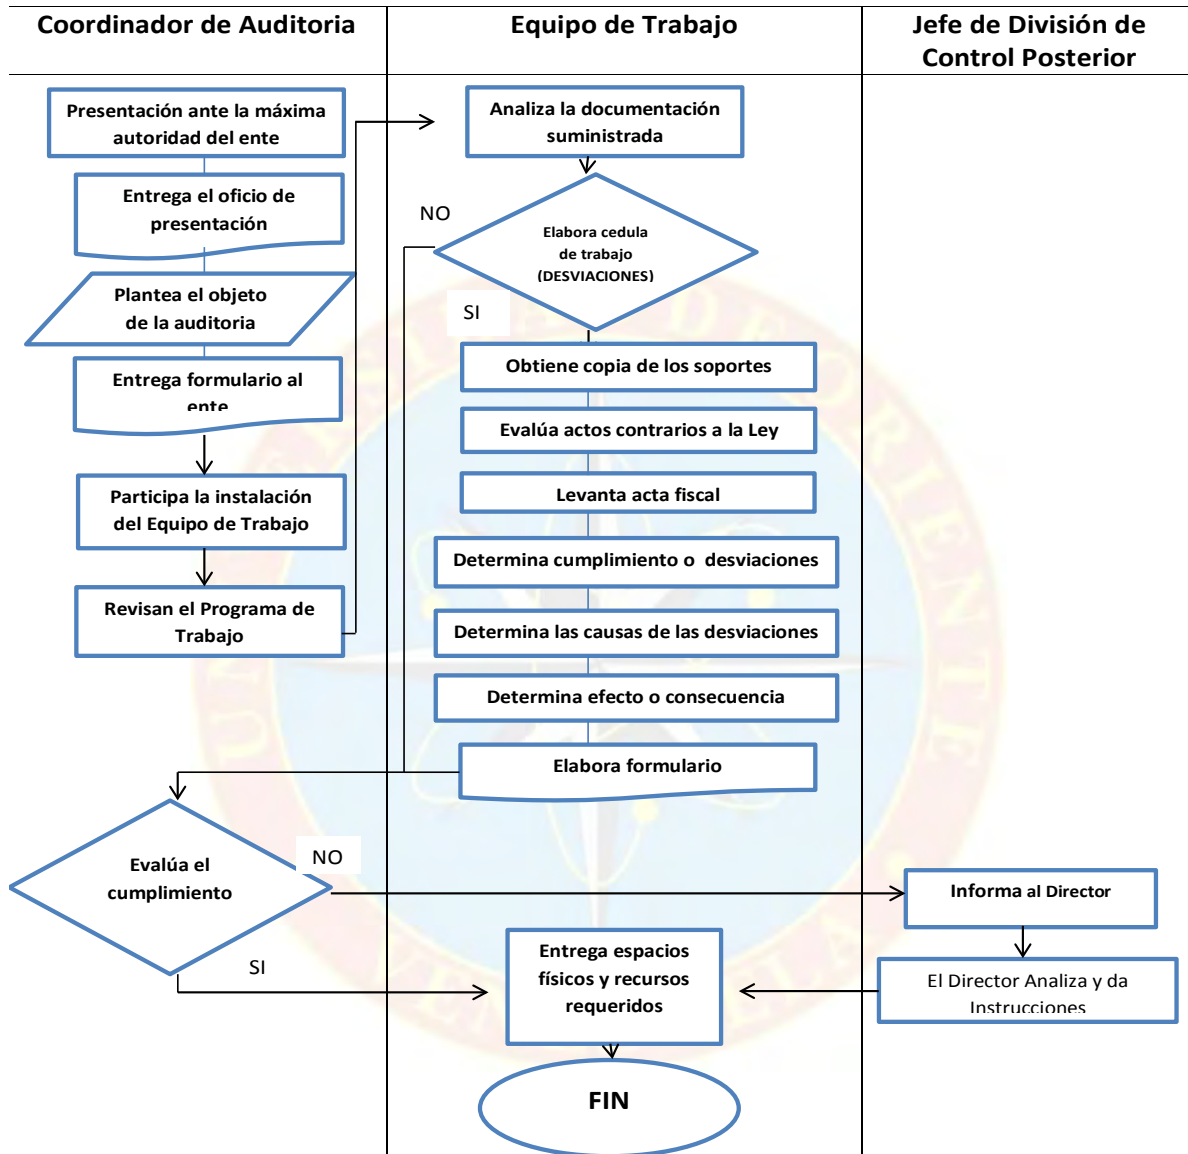 Coordinador de Auditoria
Equipo de Trabajo
Jefe de División de
Control Posterior
Presentación ante la máxima
autoridad del ente
Entrega el oficio de
presentación
Plantea el objeto
de la auditoria
Entrega formulario al
ente
Participa la instalación
del Equipo de Trabajo
Revisan el Programa de
Trabajo
Analiza la documentación
suministrada
NO
Elabora cedula
de trabajo
(DESVIACIONES)
SI
Obtiene copia de los soportes
Evalúa actos contrarios a la Ley
Levanta acta fiscal
Determina cumplimiento o  desviaciones
Determina las causas de las desviaciones
Determina efecto o consecuencia
Elabora formulario
Evalúa el
cumplimiento
NO
SI
Informa al Director
El Director Analiza y da
Instrucciones
Entrega espacios
físicos y recursos
requeridos
FIN